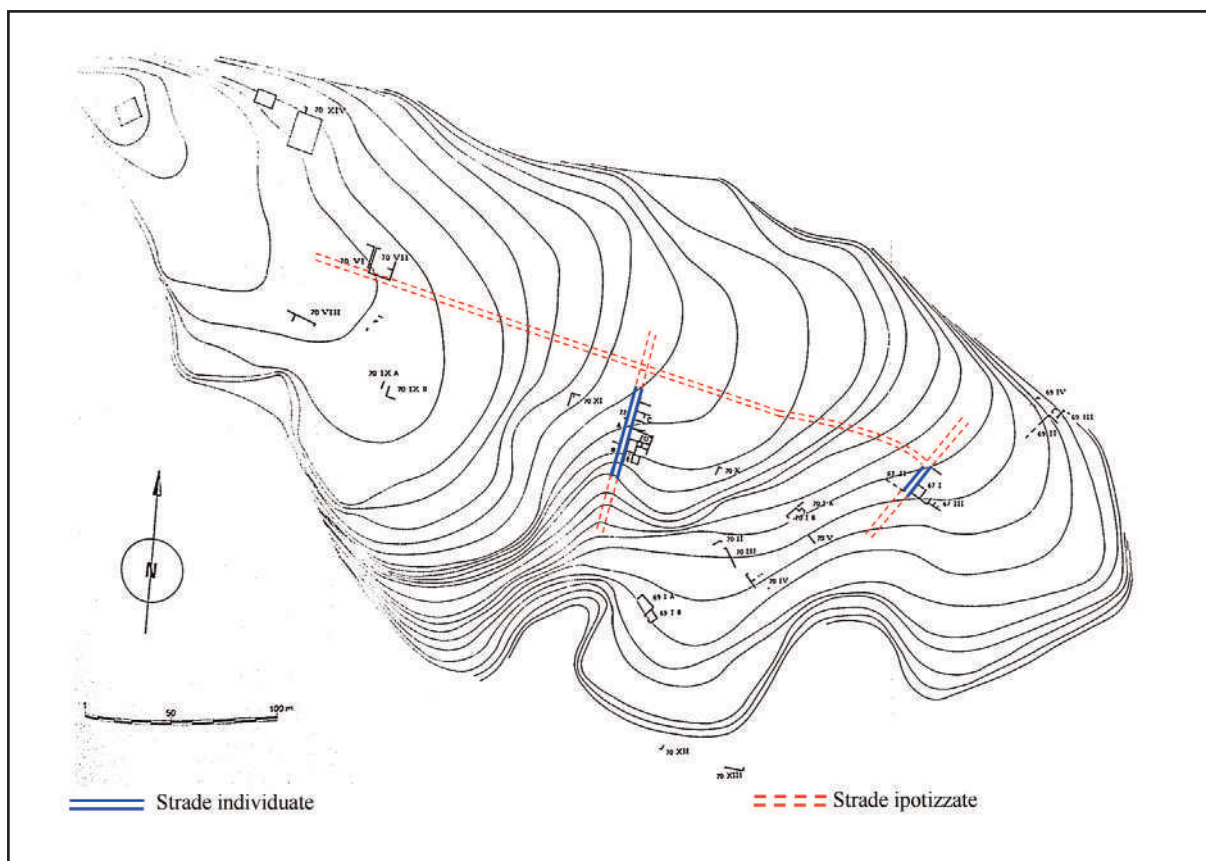 70 XIV
70 VI
70 VII
70 VIII
70 IX A
70 IX B
70 XI
22
A
70 X
69 IV
69 III
69 II
67 II
67 I
67 III
70 I A
70 I B
70 V
70 II
70 III
70 IV
69 I A
69 I B
N
1
50
100 m
70 XII
70 XIII
Strade individuate
Strade ipotizzate